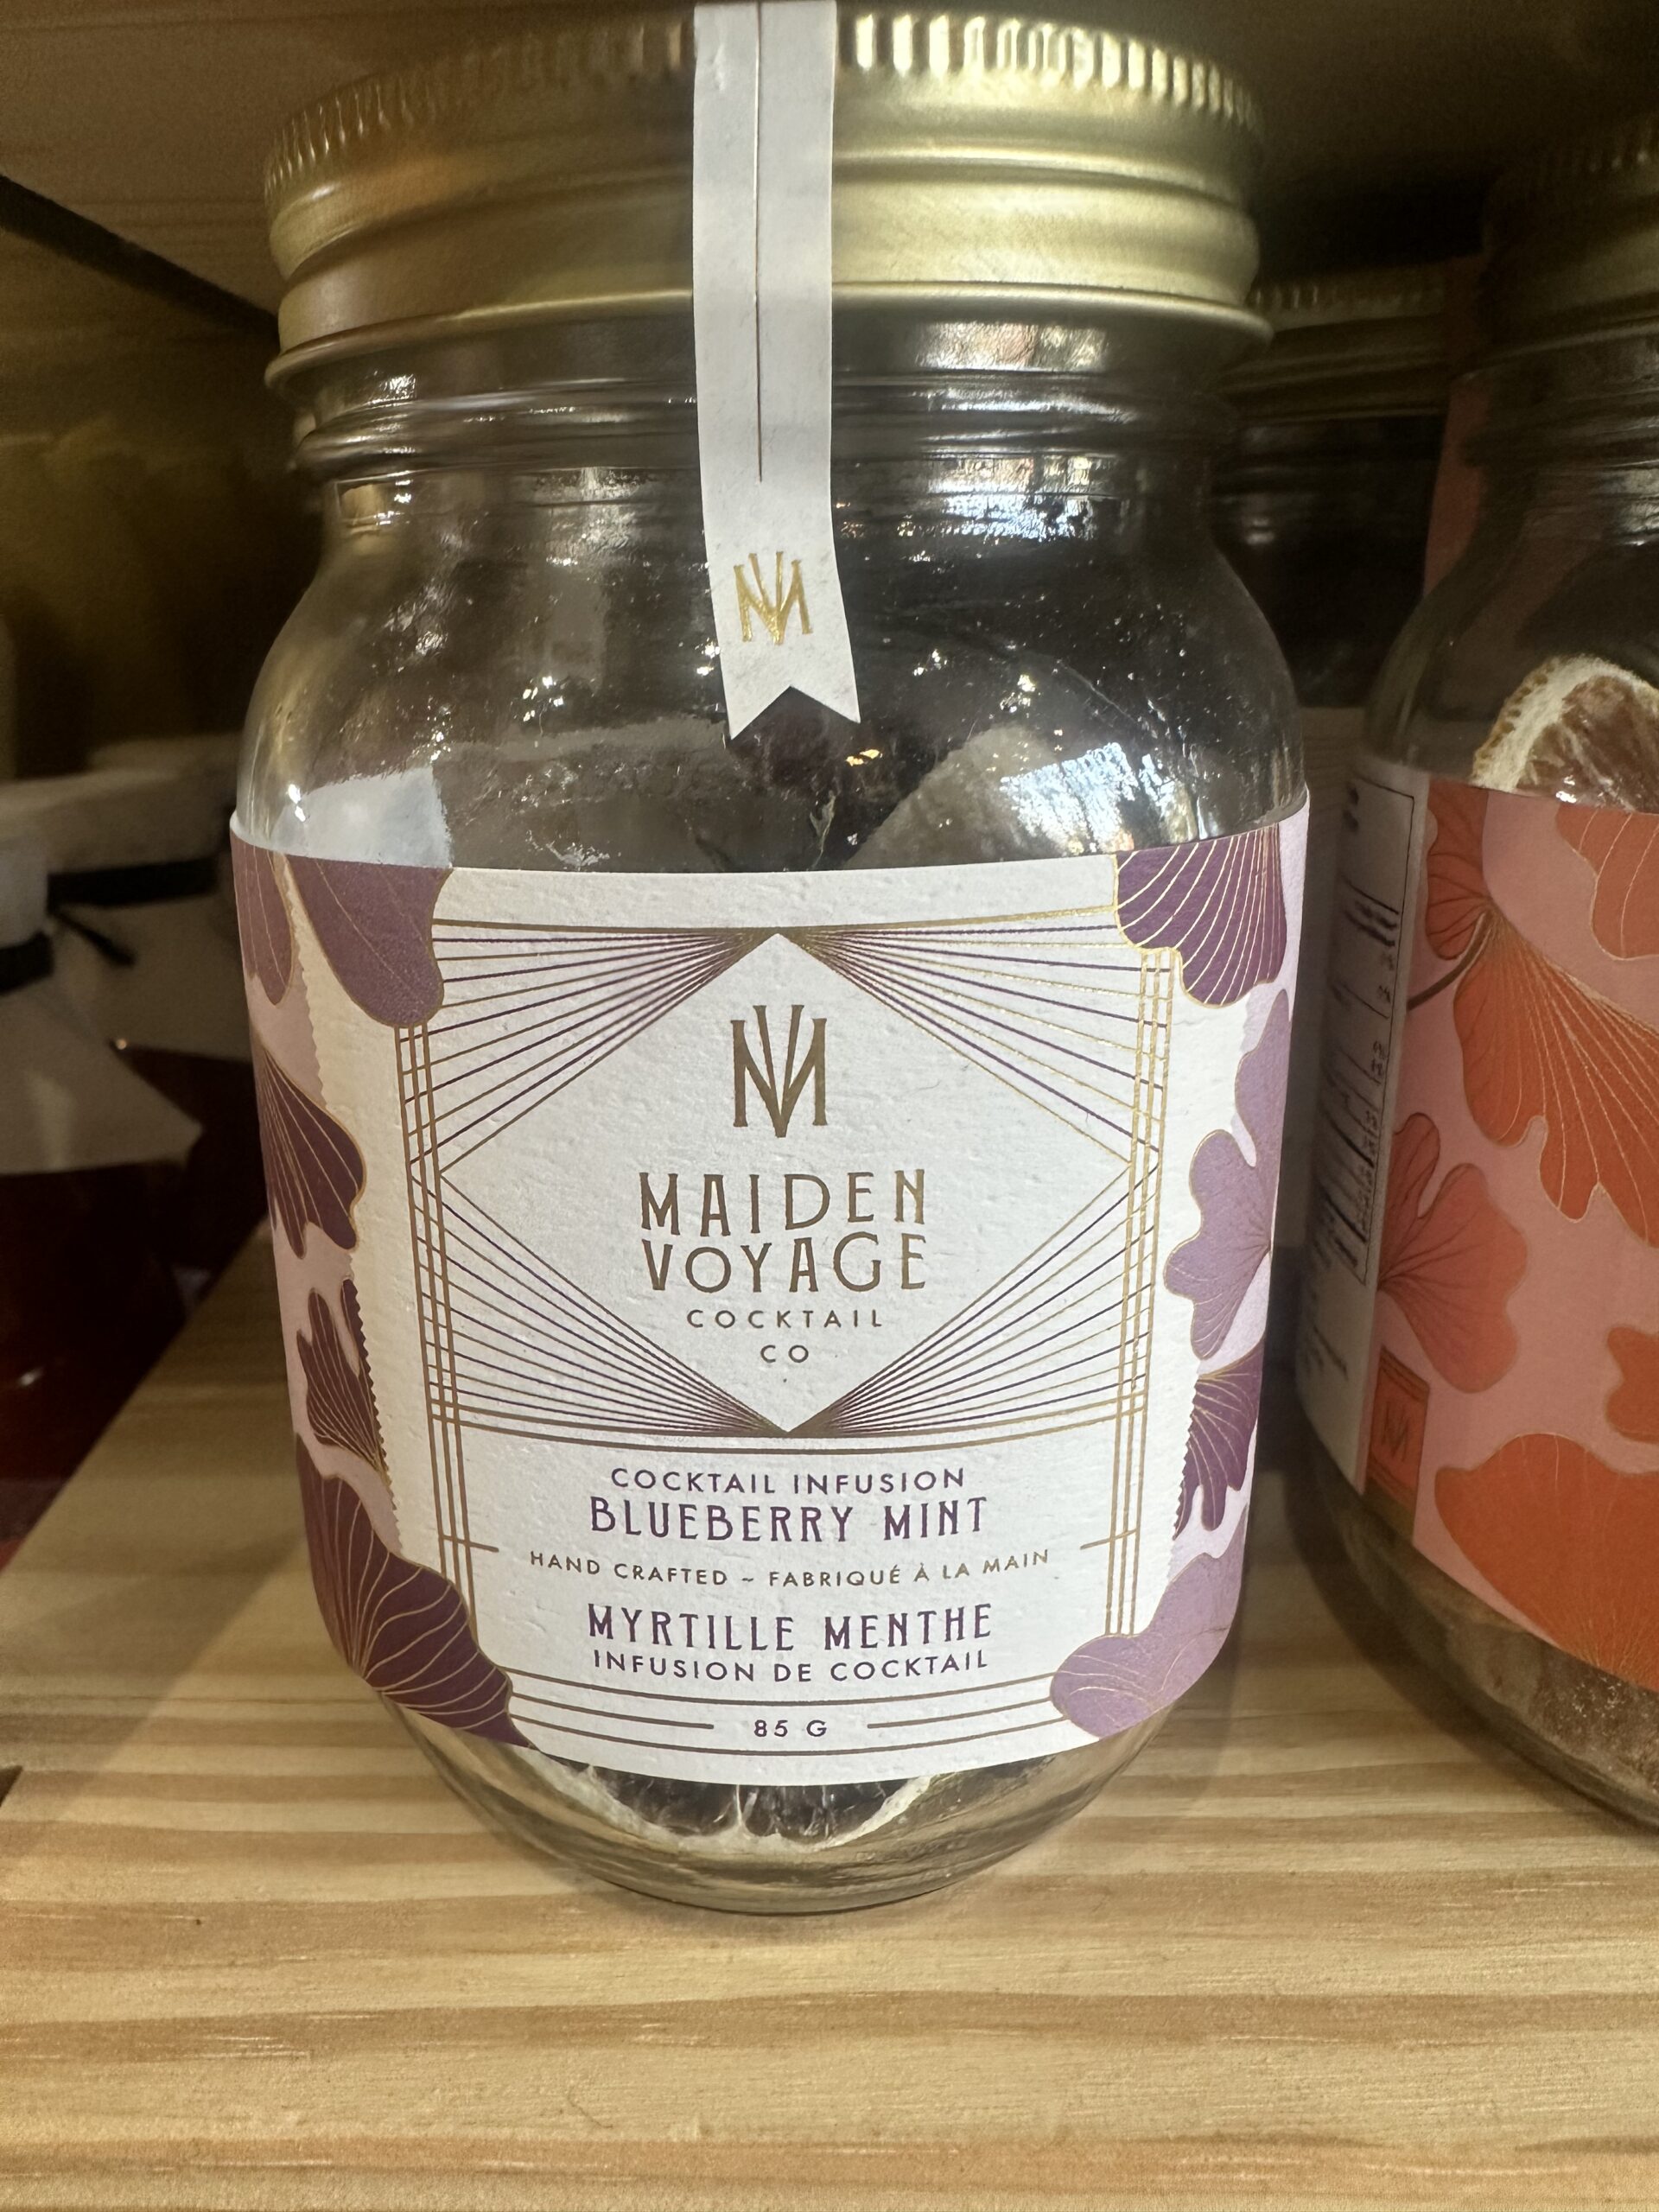 MV
MV
MAIDEN
VOYAGE
COCKTAIL
CO
COCKTAIL INFUSION
BLUEBERRY MINT
HAND CRAFTED ~ FABRIQUÉ À LA MAIN
MYRTILLE MENTHE
INFUSION DE COCKTAIL
85 G